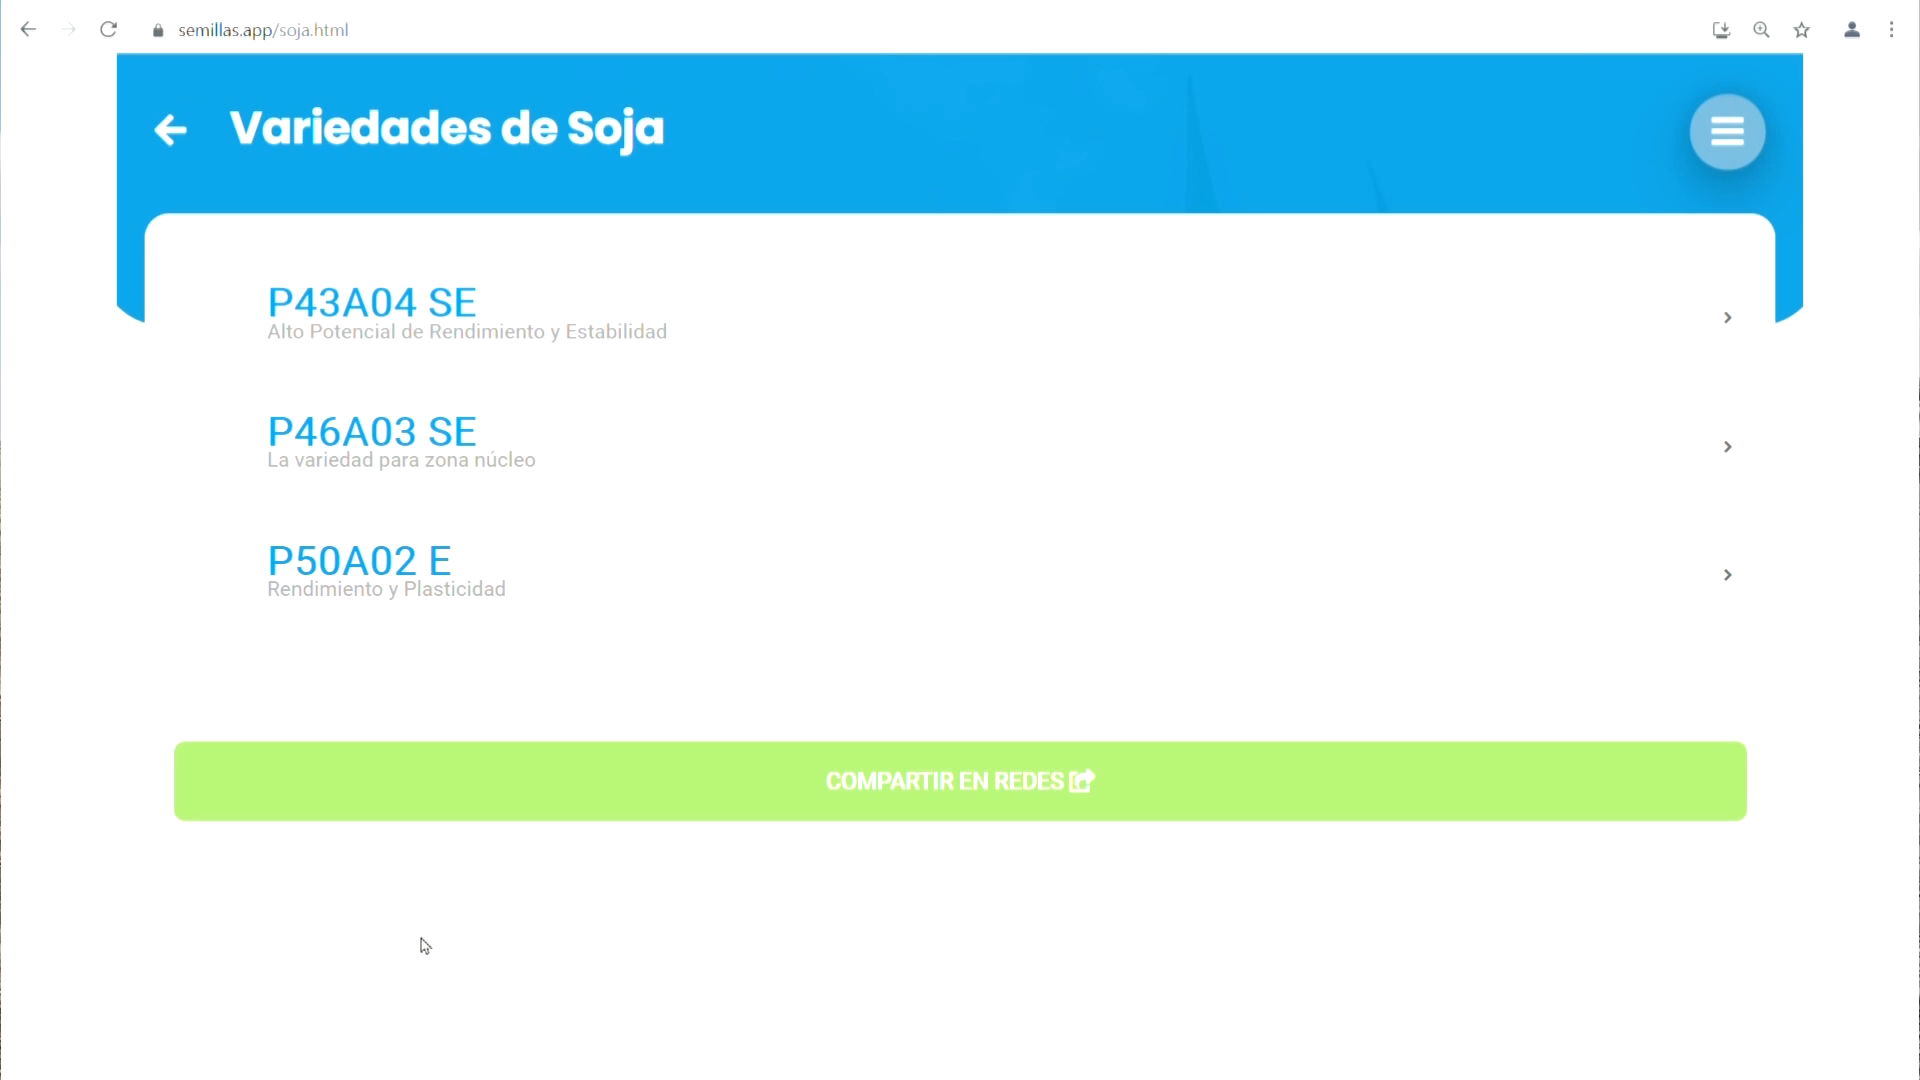 semillas.app/soja.html
Variedades de Soja
P43A04 SE
Alto Potencial de Rendimiento y Estabilidad
P46A03 SE
La variedad para zona núcleo
P50A02 E
Rendimiento y Plasticidad
COMPARTIR EN REDES